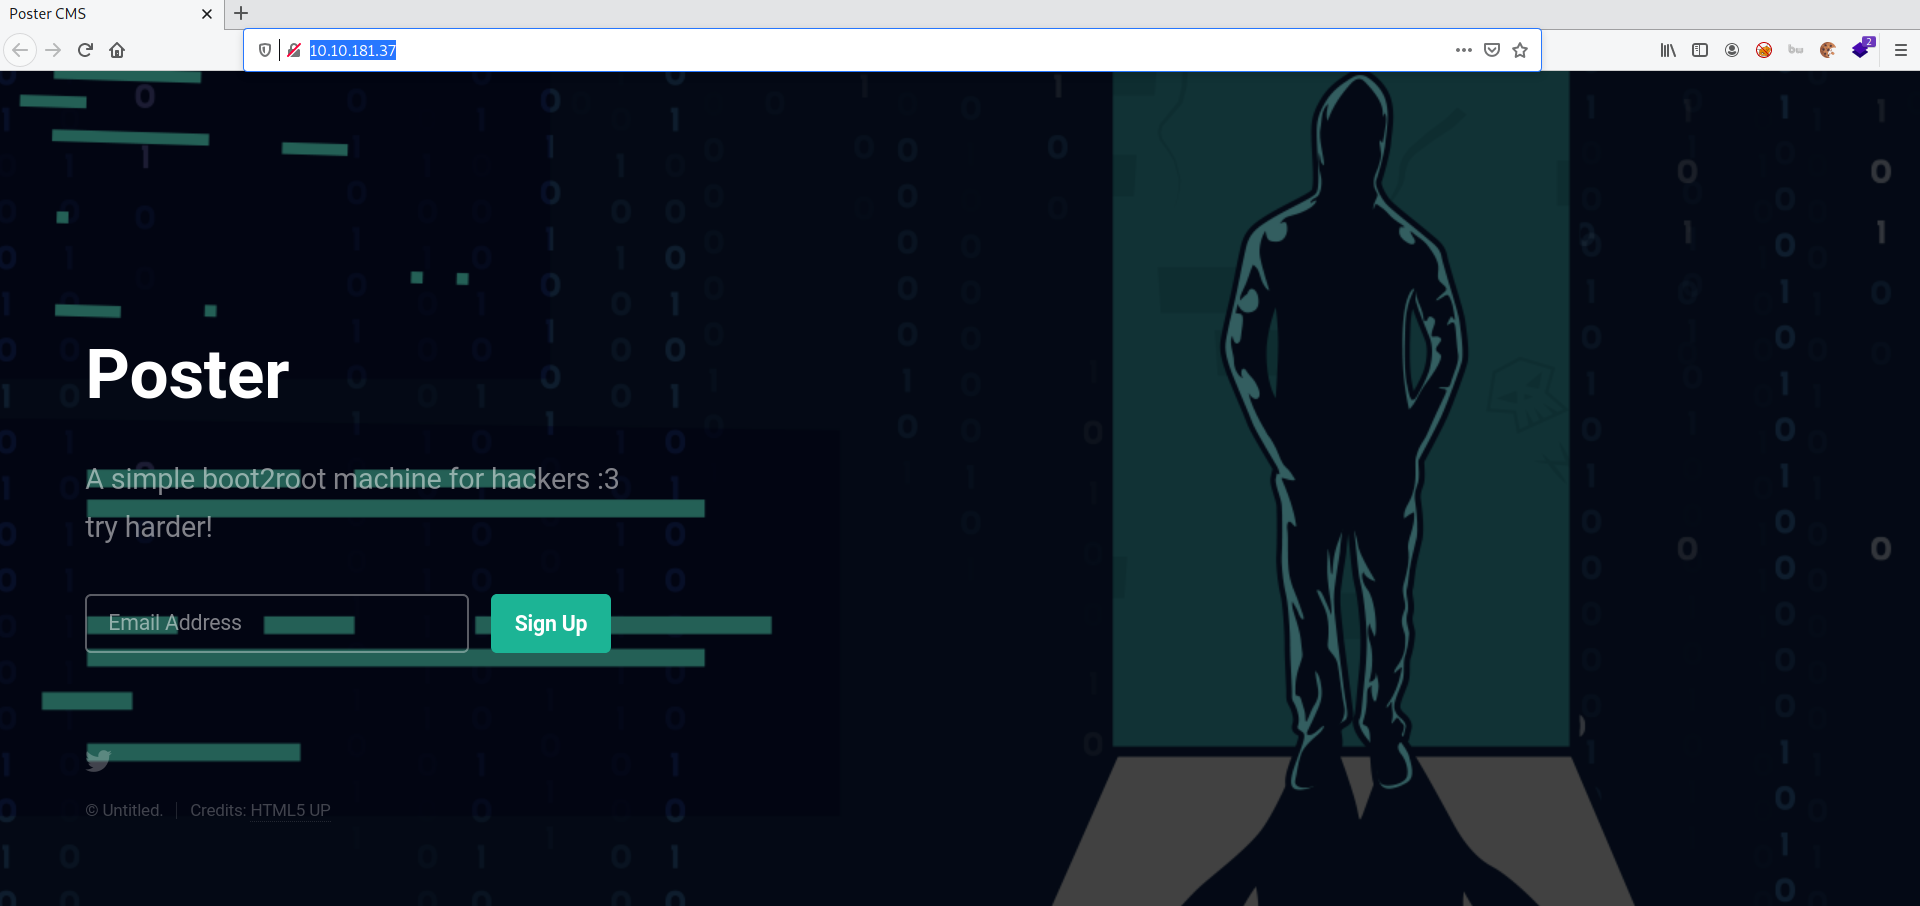 Poster CMS
10.10.181.37
2
Poster
A simple boot2root machine for hackers :3
try harder!
Email Address
Sign Up
© Untitled.
Credits: HTML5 UP